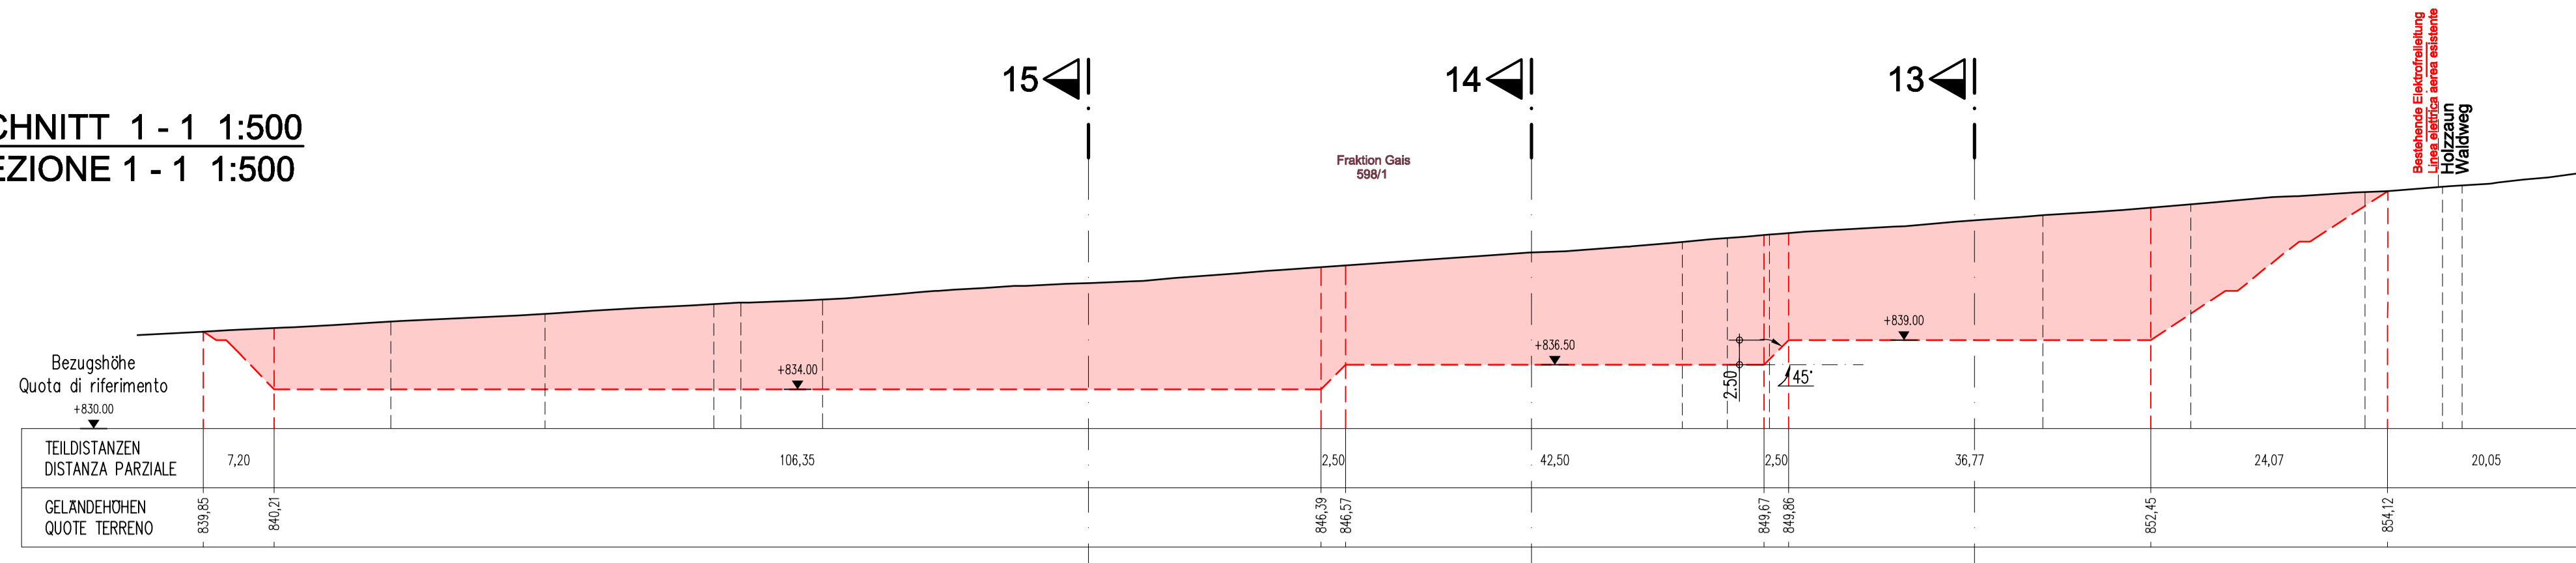 CHNITT 1 - 1 1:500
EZIONE 1 - 1 1:500
15
14
13
Fraktion Gais
598/1
Bestehende Elektrofreileitung
Linea elettrica aerea esistente
Holzzaun
Waldweg
Bezugshöhe
Quota di riferimento
+830.00
+834.00
+836.50
+839.00
2.50
45°
TEILDISTANZEN
DISTANZA PARZIALE
7,20
106,35
2,50
42,50
2,50
36,77
24,07
20,05
GELÄNDEHÖHEN
QUOTE TERRENO
839,85
840,21
846,39
846,57
849,67
849,86
852,45
854,12